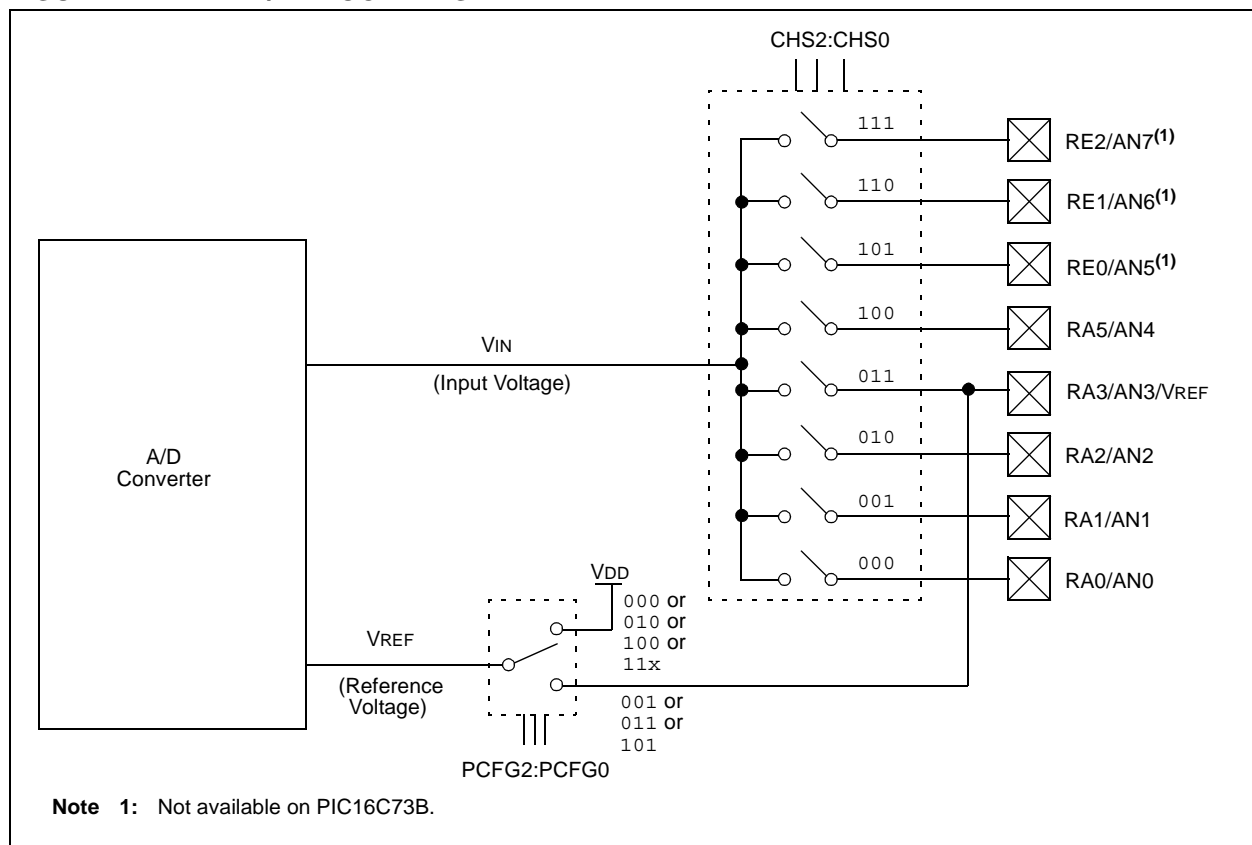 CHS2:CHS0
111
RE2/AN7(1)
110
RE1/AN6(1)
101
RE0/AN5(1)
100
RA5/AN4
VIN
(Input Voltage)
011
RA3/AN3/VREF
A/D
Converter
010
RA2/AN2
001
RA1/AN1
000
RA0/AN0
VDD
000 or
010 or
100 or
11x
VREF
(Reference
Voltage)
001 or
011 or
101
PCFG2:PCFG0
Note 1: Not available on PIC16C73B.